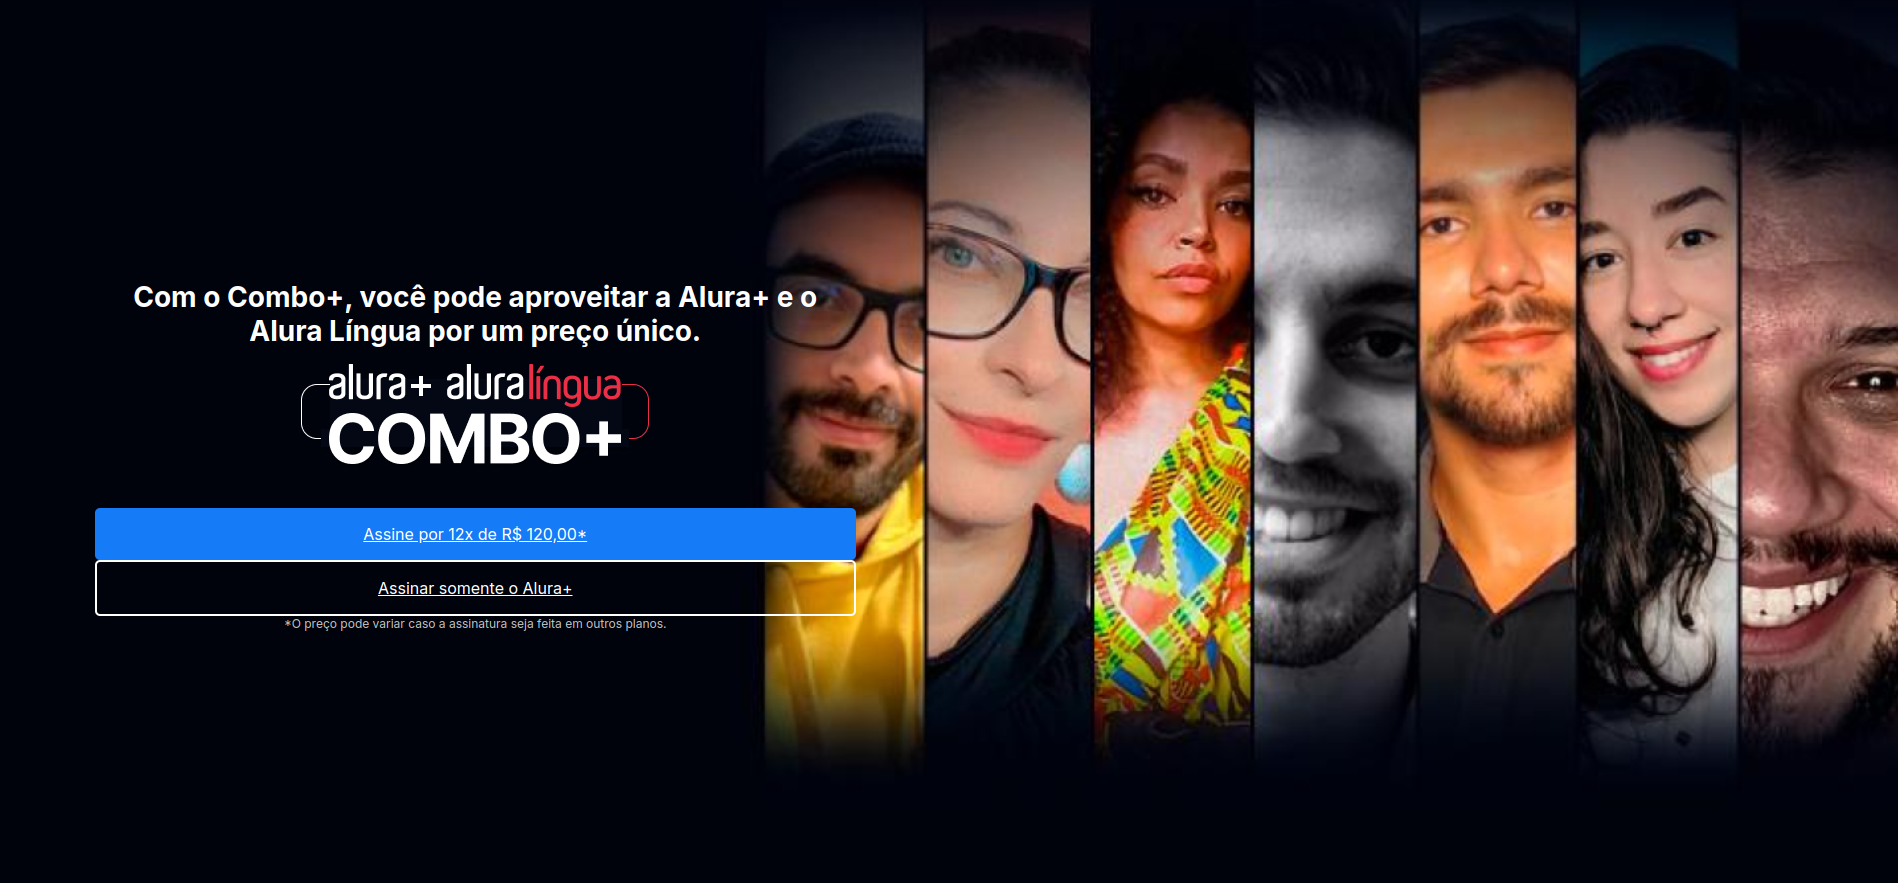 Com o Combo+, você pode aproveitar a Alura+ e o
Alura Língua por um preço único.
alura+ aluralíngua
COMBO+
Assine por 12x de R$ 120,00*
Assinar somente o Alura+
*O preço pode variar caso a assinatura seja feita em outros planos.